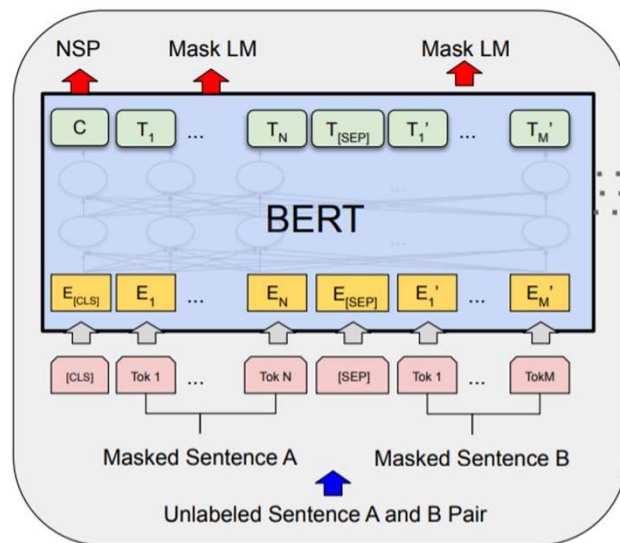 NSP Mask LM Mask LM
C T1 ... TN T[SEP] T1' ... TM'
...
BERT
...
E[CLS] E1 ... EN E[SEP] E1' ... EM'
[CLS] Tok 1 ... Tok N [SEP] Tok 1 ... TokM
Masked Sentence A Masked Sentence B
Unlabeled Sentence A and B Pair